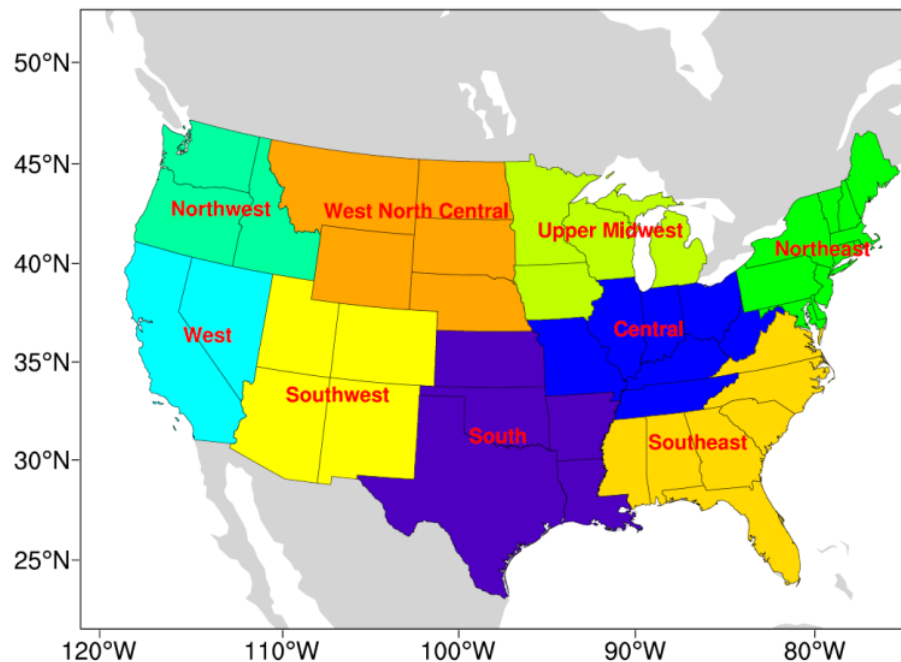 50°N
45°N
Northwest
West North Central
Upper Midwest
Northeast
40°N
West
Central
35°N
Southwest
South
Southeast
30°N
25°N
120°W
110°W
100°W
90°W
80°W